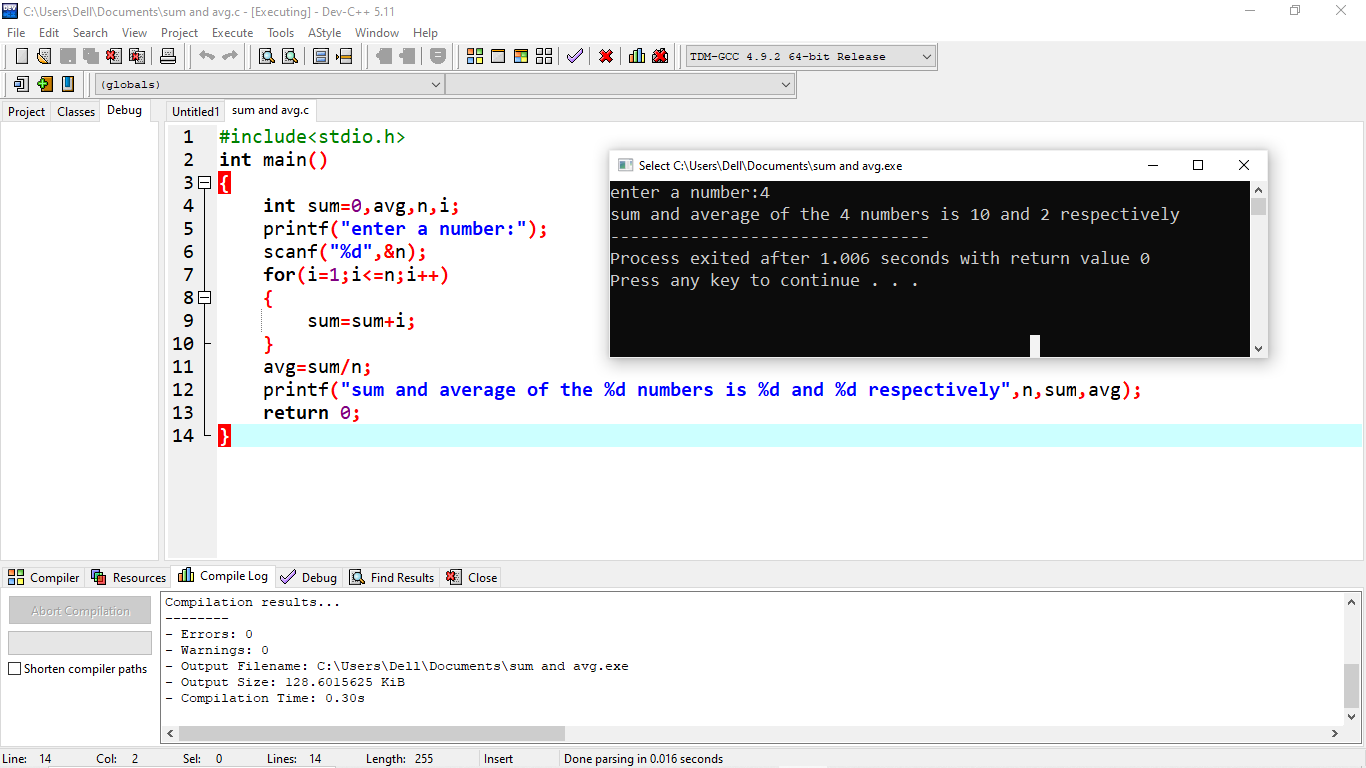 C:\Users\Dell\Documents\sum and avg.c - [Executing] - Dev-C++ 5.11
File Edit Search View Project Execute Tools AStyle Window Help
TDM-GCC 4.9.2 64-bit Release
(globals)
Project Classes Debug Untitled1 sum and avg.c
1 #include<stdio.h>
2 int main()
3 {
4 int sum=0,avg,n,i;
5 printf("enter a number:");
6 scanf("%d",&n);
7 for(i=1;i<=n;i++)
8 {
9 sum=sum+i;
10 }
11 avg=sum/n;
12 printf("sum and average of the %d numbers is %d and %d respectively",n,sum,avg);
13 return 0;
14 }
Select C:\Users\Dell\Documents\sum and avg.exe
enter a number:4
sum and average of the 4 numbers is 10 and 2 respectively
--------------------------------
Process exited after 1.006 seconds with return value 0
Press any key to continue . . .
Compiler Resources Compile Log Debug Find Results Close
Abort Compilation
Shorten compiler paths
Compilation results...
--------
- Errors: 0
- Warnings: 0
- Output Filename: C:\Users\Dell\Documents\sum and avg.exe
- Output Size: 128.6015625 KiB
- Compilation Time: 0.30s
Line: 14 Col: 2 Sel: 0 Lines: 14 Length: 255 Insert Done parsing in 0.016 seconds